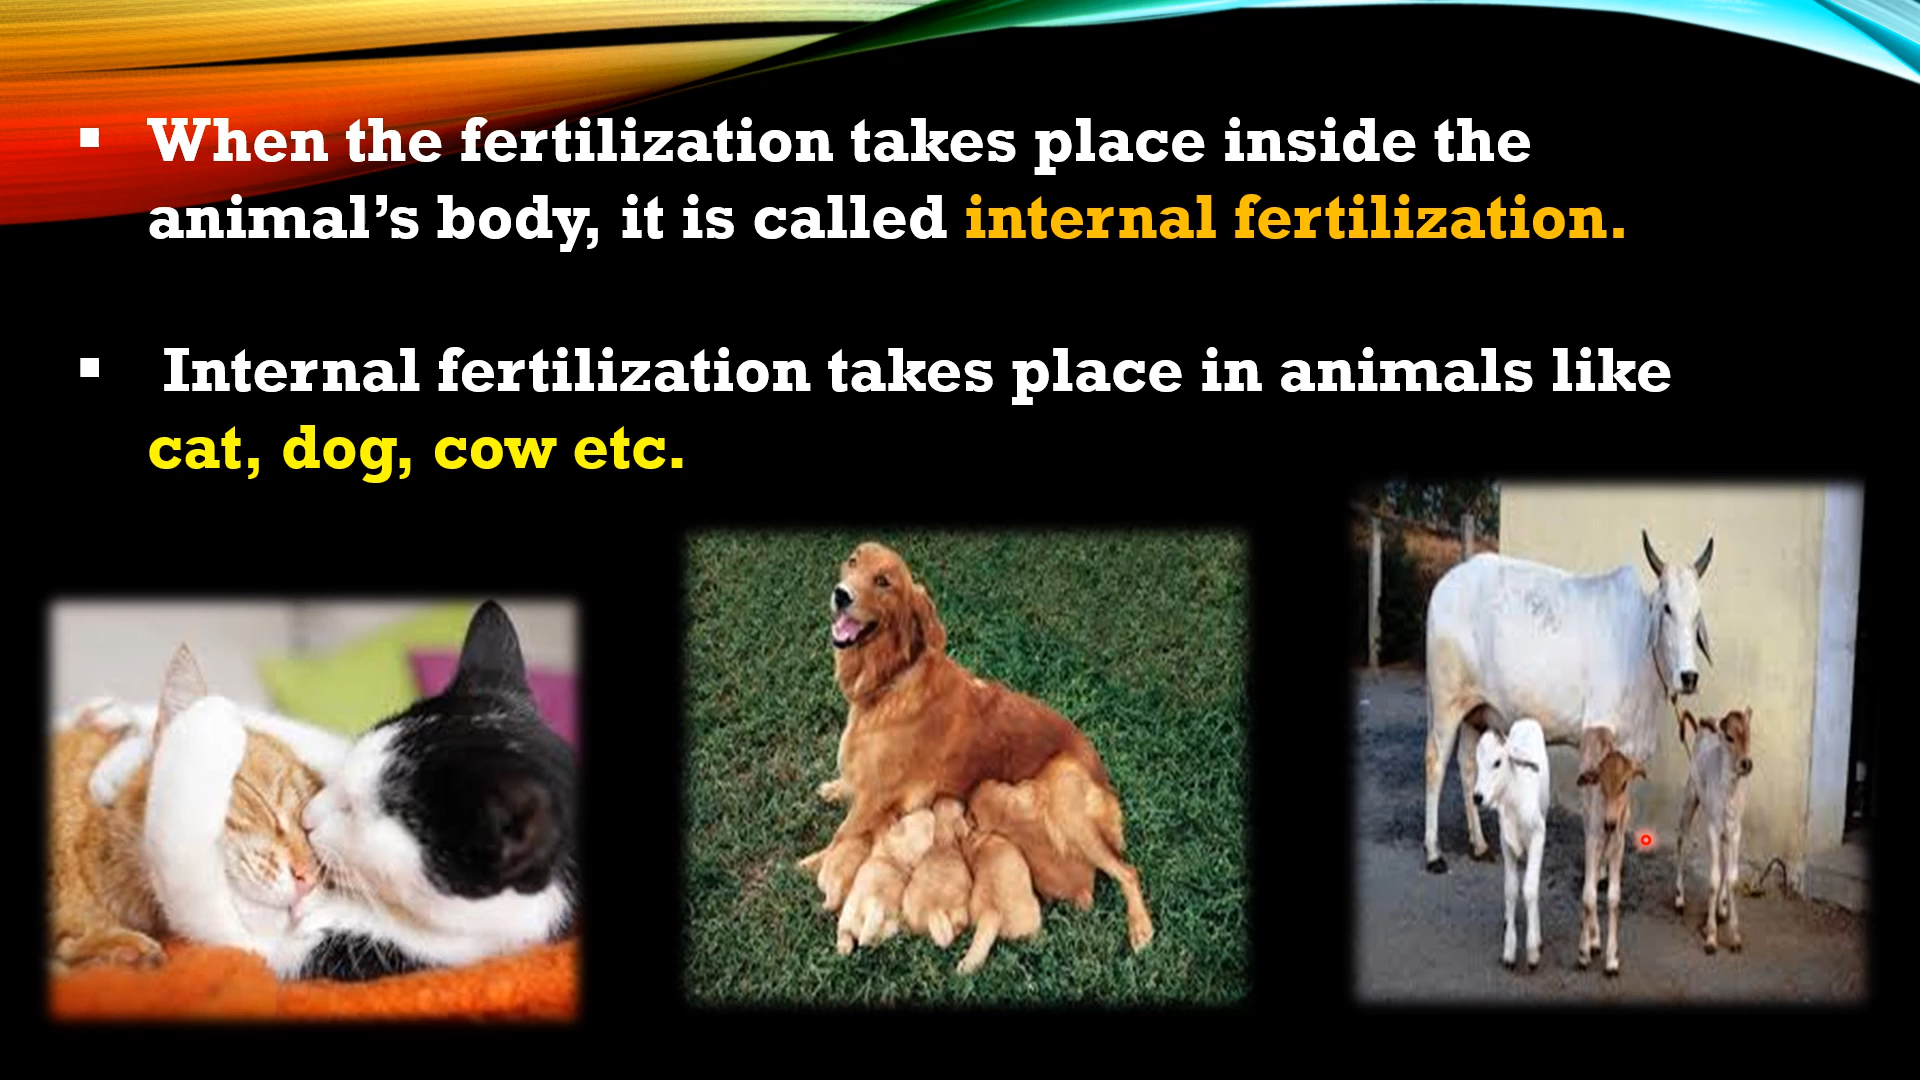 ▪ When the fertilization takes place inside the
animal’s body, it is called internal fertilization.
▪ Internal fertilization takes place in animals like
cat, dog, cow etc.